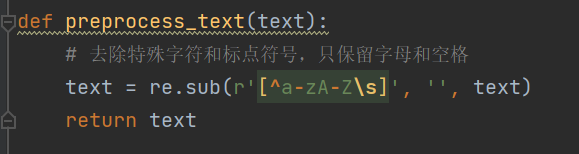 def preprocess_text(text):
    # 去除特殊字符和标点符号，只保留字母和空格
    text = re.sub(r'[^a-zA-Z\s]', '', text)
    return text